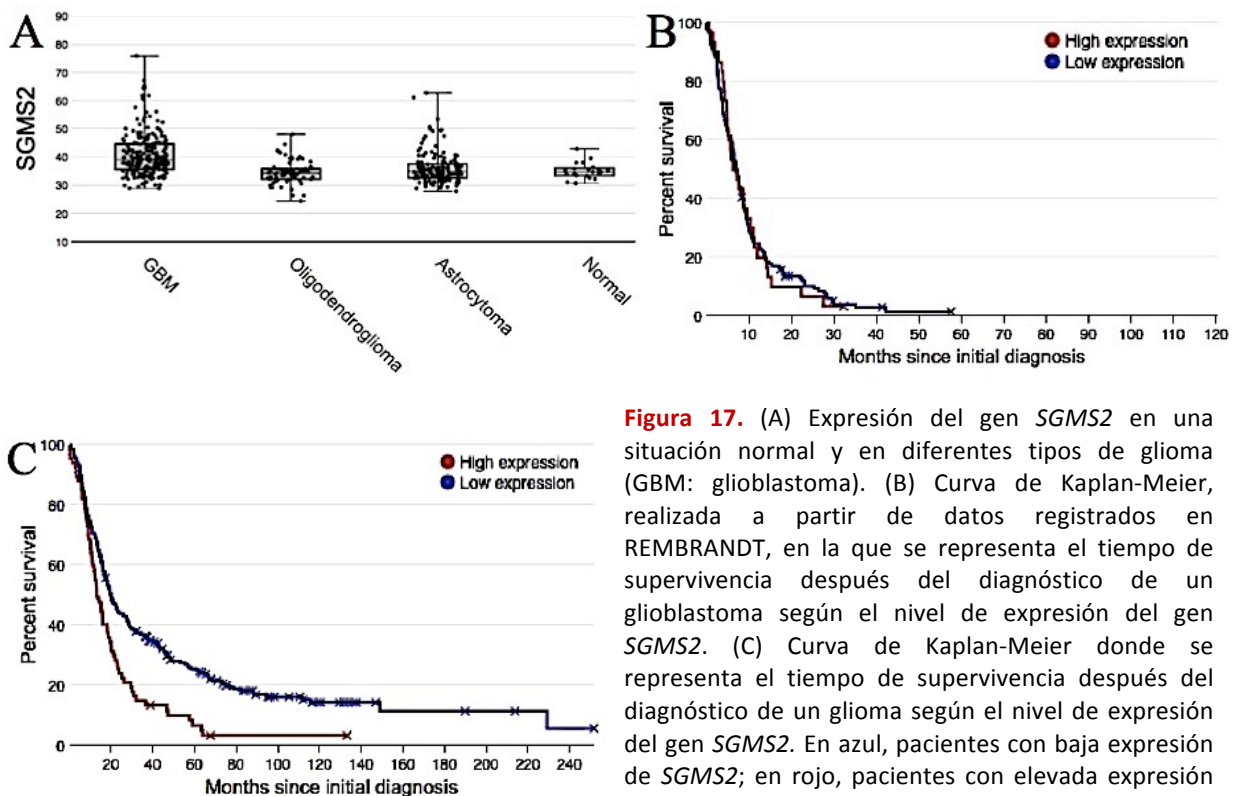 A
SGMS2
90
80
70
60
50
40
30
20
10
GBM
Oligodendroglioma
Astrocytoma
Normal
B
High expression
Low expression
Percent survival
100
80
60
40
20
0
10 20 30 40 50 60 70 80 90 100 110 120
Months since initial diagnosis
C
High expression
Low expression
Percent survival
100
80
60
40
20
0
20 40 60 80 100 120 140 160 180 200 220 240
Months since initial diagnosis
Figura 17. (A) Expresión del gen SGMS2 en una
situación normal y en diferentes tipos de glioma
(GBM: glioblastoma). (B) Curva de Kaplan-Meier,
realizada a partir de datos registrados en
REMBRANDT, en la que se representa el tiempo de
supervivencia después del diagnóstico de un
glioblastoma según el nivel de expresión del gen
SGMS2. (C) Curva de Kaplan-Meier donde se
representa el tiempo de supervivencia después del
diagnóstico de un glioma según el nivel de expresión
del gen SGMS2. En azul, pacientes con baja expresión
de SGMS2; en rojo, pacientes con elevada expresión